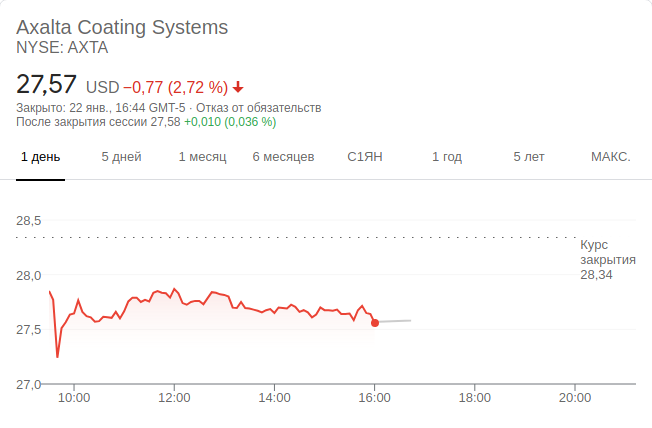 Axalta Coating Systems
NYSE: AXTA
27,57 USD −0,77 (2,72 %)
Закрыто: 22 янв., 16:44 GMT-5 · Отказ от обязательств
После закрытия сессии 27,58 +0,010 (0,036 %)
1 день 5 дней 1 месяц 6 месяцев С1ЯН 1 год 5 лет МАКС.
28,5
Курс
закрытия
28,34
28,0
27,5
27,0
10:00 12:00 14:00 16:00 18:00 20:00